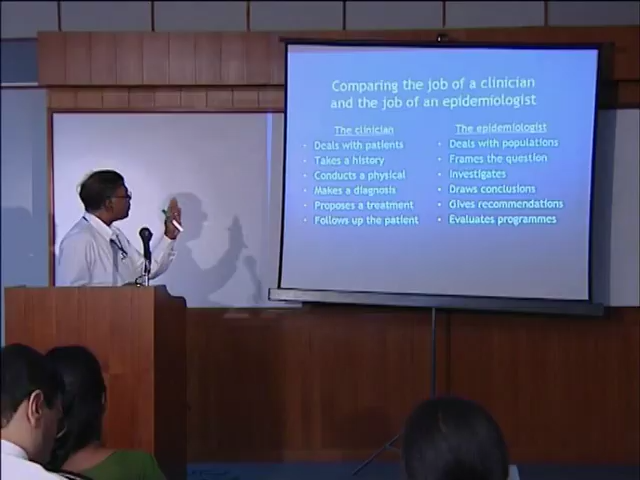 Comparing the job of a clinician
and the job of an epidemiologist
The clinician
• Deals with patients
• Takes a history
• Conducts a physical
• Makes a diagnosis
• Proposes a treatment
• Follows up the patient
The epidemiologist
• Deals with populations
• Frames the question
• Investigates
• Draws conclusions
• Gives recommendations
• Evaluates programmes